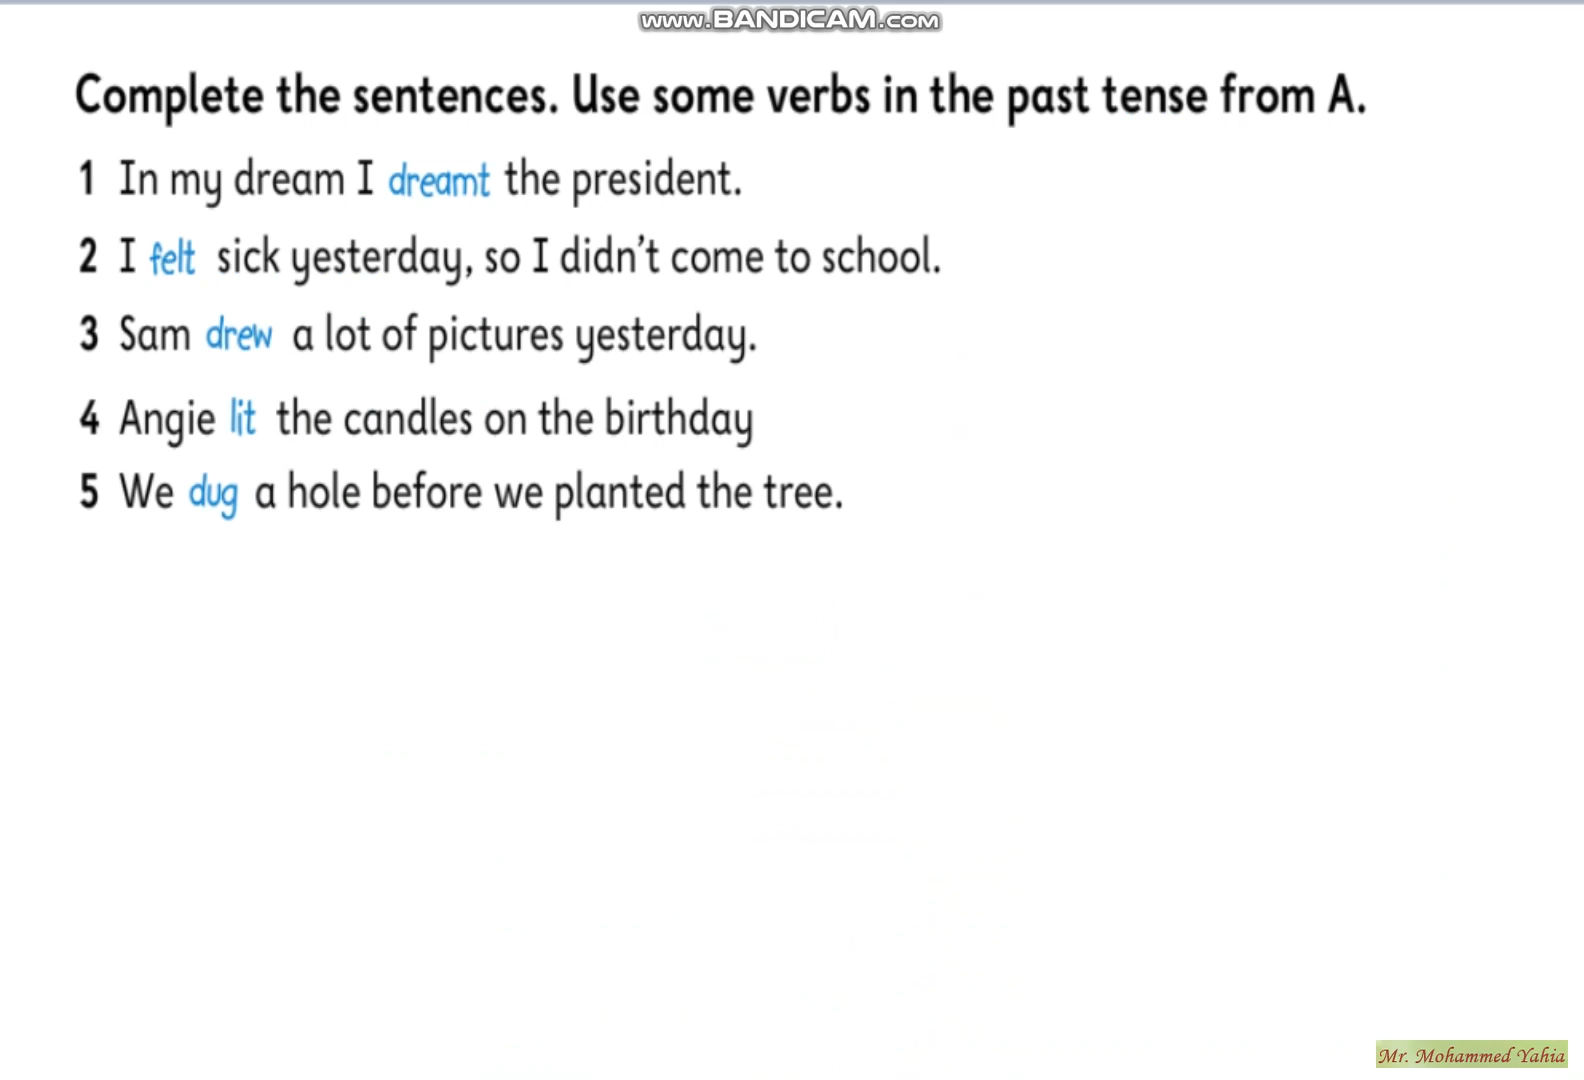 www.BANDICAM.com
Complete the sentences. Use some verbs in the past tense from A.
1 In my dream I dreamt the president.
2 I felt sick yesterday, so I didn't come to school.
3 Sam drew a lot of pictures yesterday.
4 Angie lit the candles on the birthday
5 We dug a hole before we planted the tree.
Mr. Mohammed Yahia